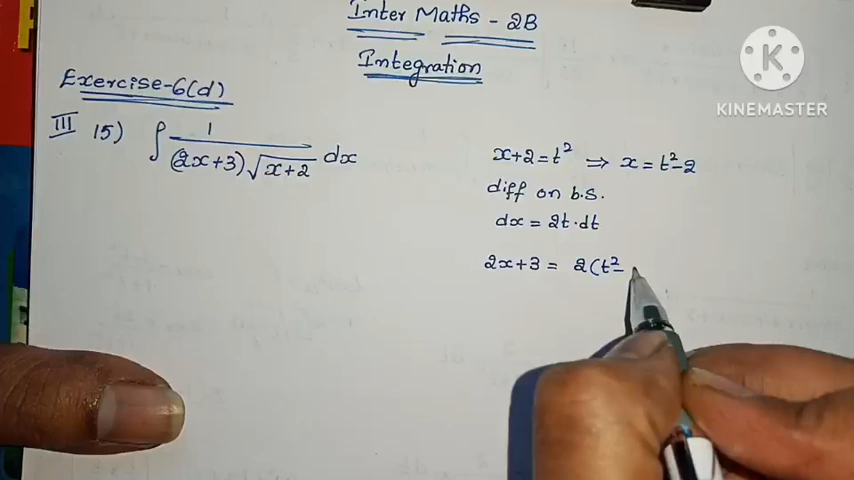 Inter Maths - 2B
Integration
Exercise-6(d)
III 15) ∫ 1/((2x+3)√(x+2)) dx
x+2 = t² ⇒ x = t²-2
diff on b.s.
dx = 2t·dt
2x+3 = 2(t²-
K
KINEMASTER